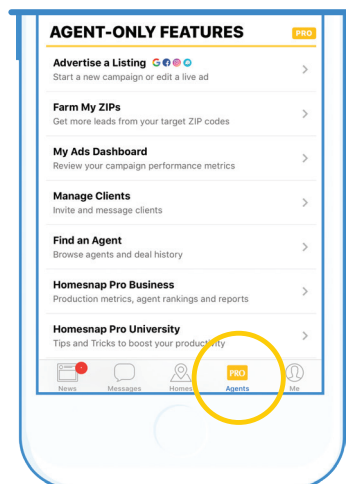 AGENT-ONLY FEATURES PRO
Advertise a Listing
Start a new campaign or edit a live ad
Farm My ZIPs
Get more leads from your target ZIP codes
My Ads Dashboard
Review your campaign performance metrics
Manage Clients
Invite and message clients
Find an Agent
Browse agents and deal history
Homesnap Pro Business
Production metrics, agent rankings and reports
Homesnap Pro University
Tips and Tricks to boost your productivity
PRO
News Messages Homes Agents Me